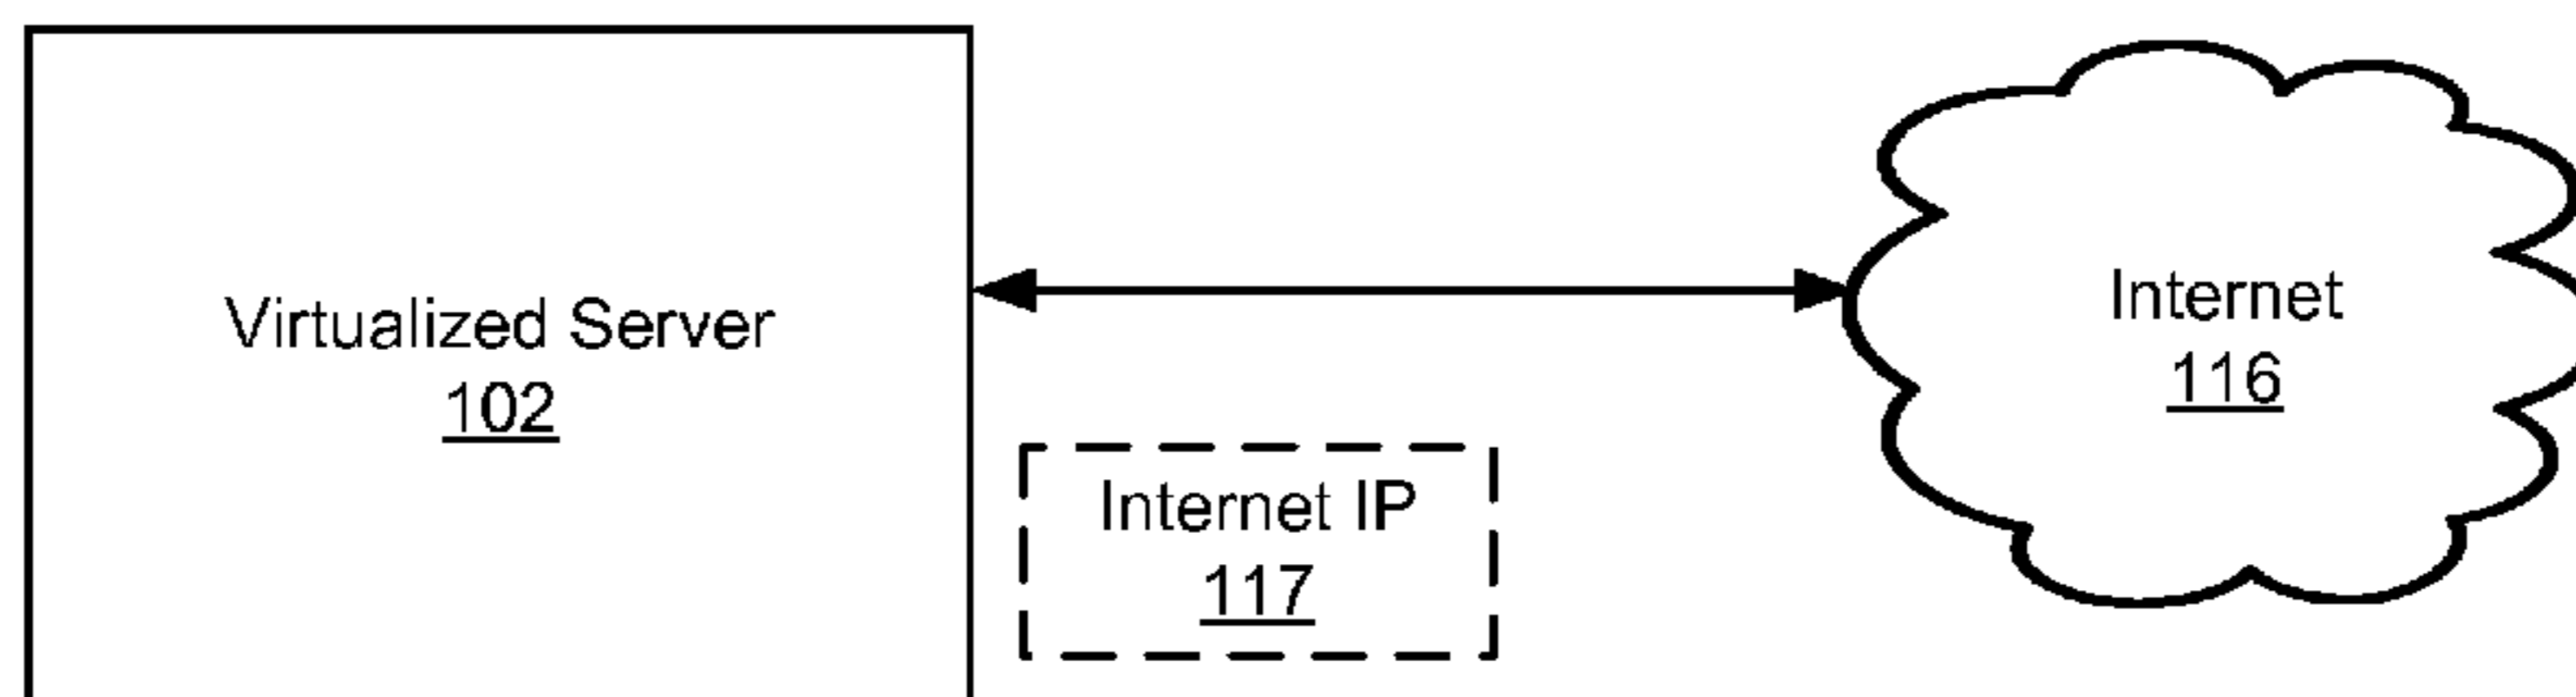 Virtualized Server
102
Internet IP
117
Internet
116